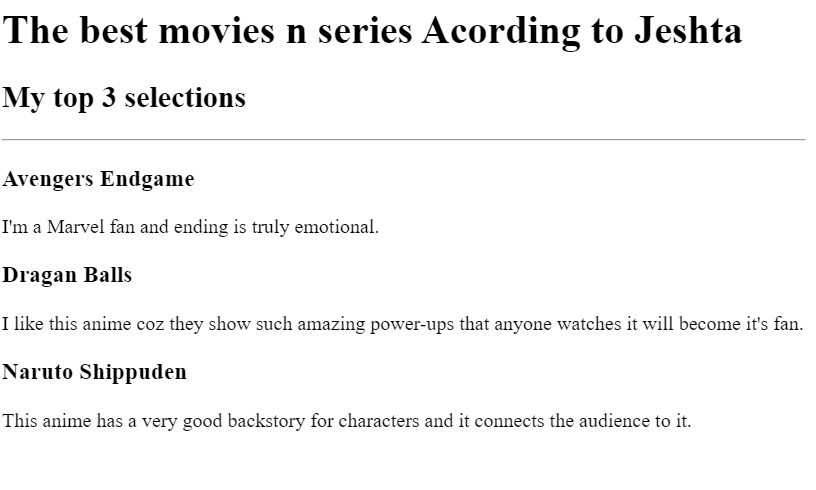 The best movies n series Acording to Jeshta
My top 3 selections
Avengers Endgame
I'm a Marvel fan and ending is truly emotional.
Dragan Balls
I like this anime coz they show such amazing power-ups that anyone watches it will become it's fan.
Naruto Shippuden
This anime has a very good backstory for characters and it connects the audience to it.